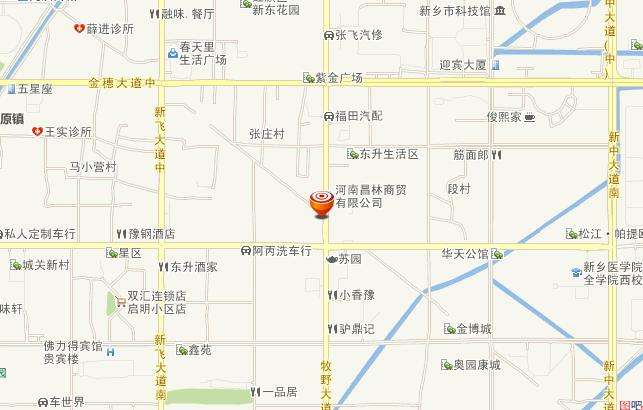 融味.餐厅
新东花园
新乡市科技馆
薛进诊所
张飞汽修
春天里
生活广场
迎宾大厦
金穗大道中
紫金广场
五星座
原镇
王实诊所
新飞大道中
福田汽配
俊熙家
新中大道(中)
张庄村
东升生活区
筋面郎
马小营村
段村
新中大道南
河南昌林商贸
有限公司
私人定制车行
豫钢酒店
松江·帕提欧
星区
阿丙洗车行
华天公馆
城关新村
东升酒家
苏园
新乡医学院
全学院西校
双汇连锁店
启明小区店
小香豫
味轩
驴鼎记
金博城
佛力得宾馆
贵宾楼
新飞大道南
鑫苑
牧野大道
奥园康城
新中大道
一品居
车世界
图吧